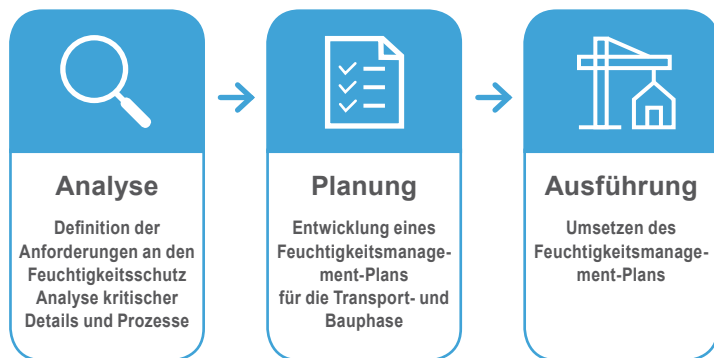 Analyse
Definition der
Anforderungen an den
Feuchtigkeitsschutz
Analyse kritischer
Details und Prozesse
Planung
Entwicklung eines
Feuchtigkeitsmanage-
ment-Plans
für die Transport- und
Bauphase
Ausführung
Umsetzen des
Feuchtigkeitsmanage-
ment-Plans